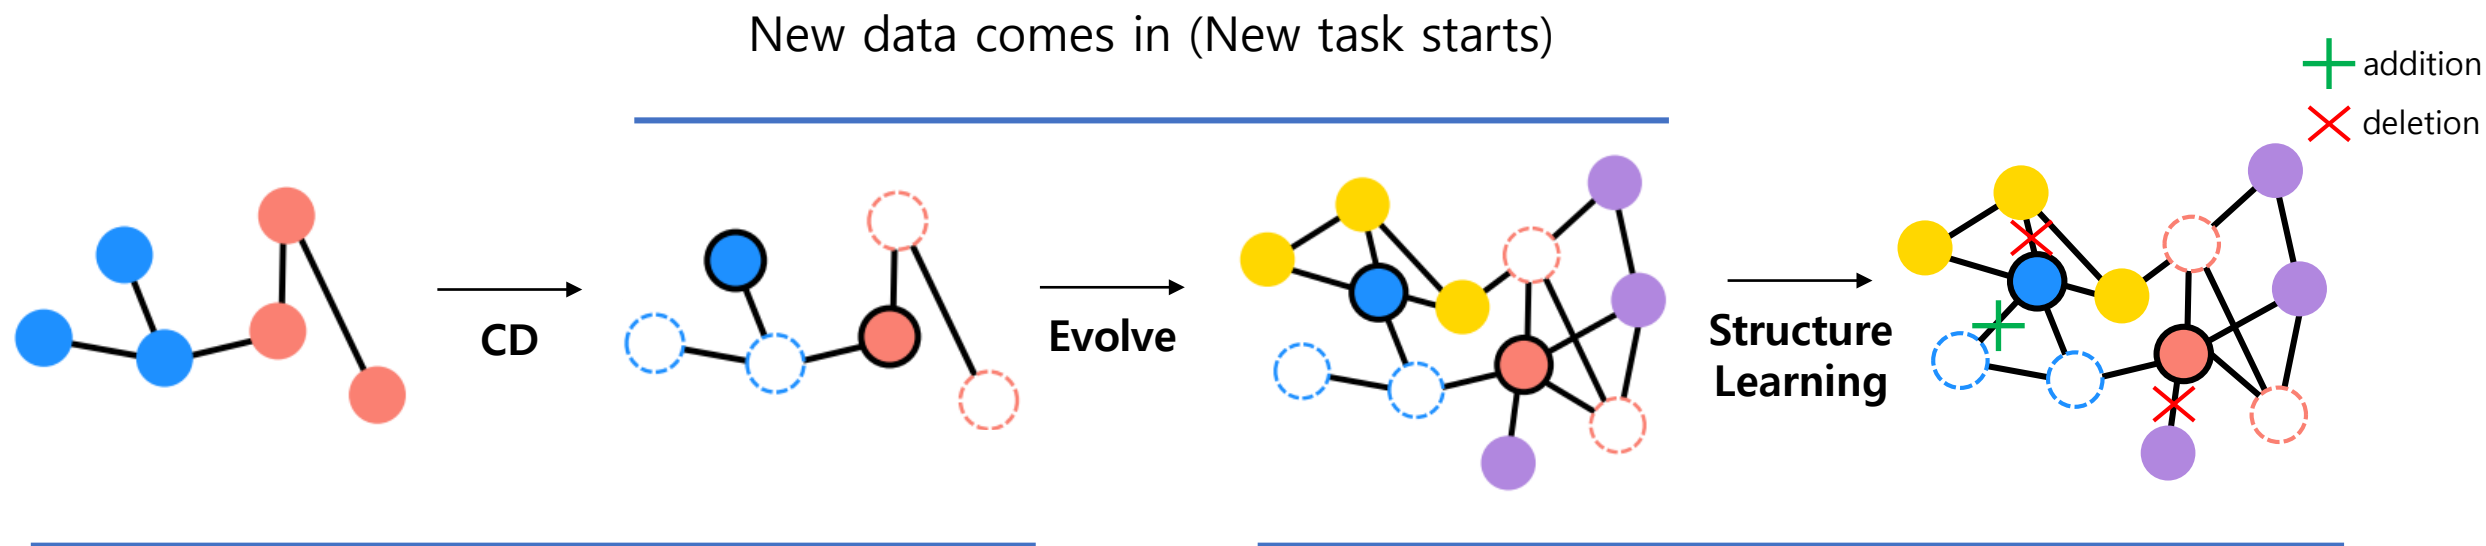 New data comes in (New task starts)
addition
deletion
CD
Evolve
Structure
Learning